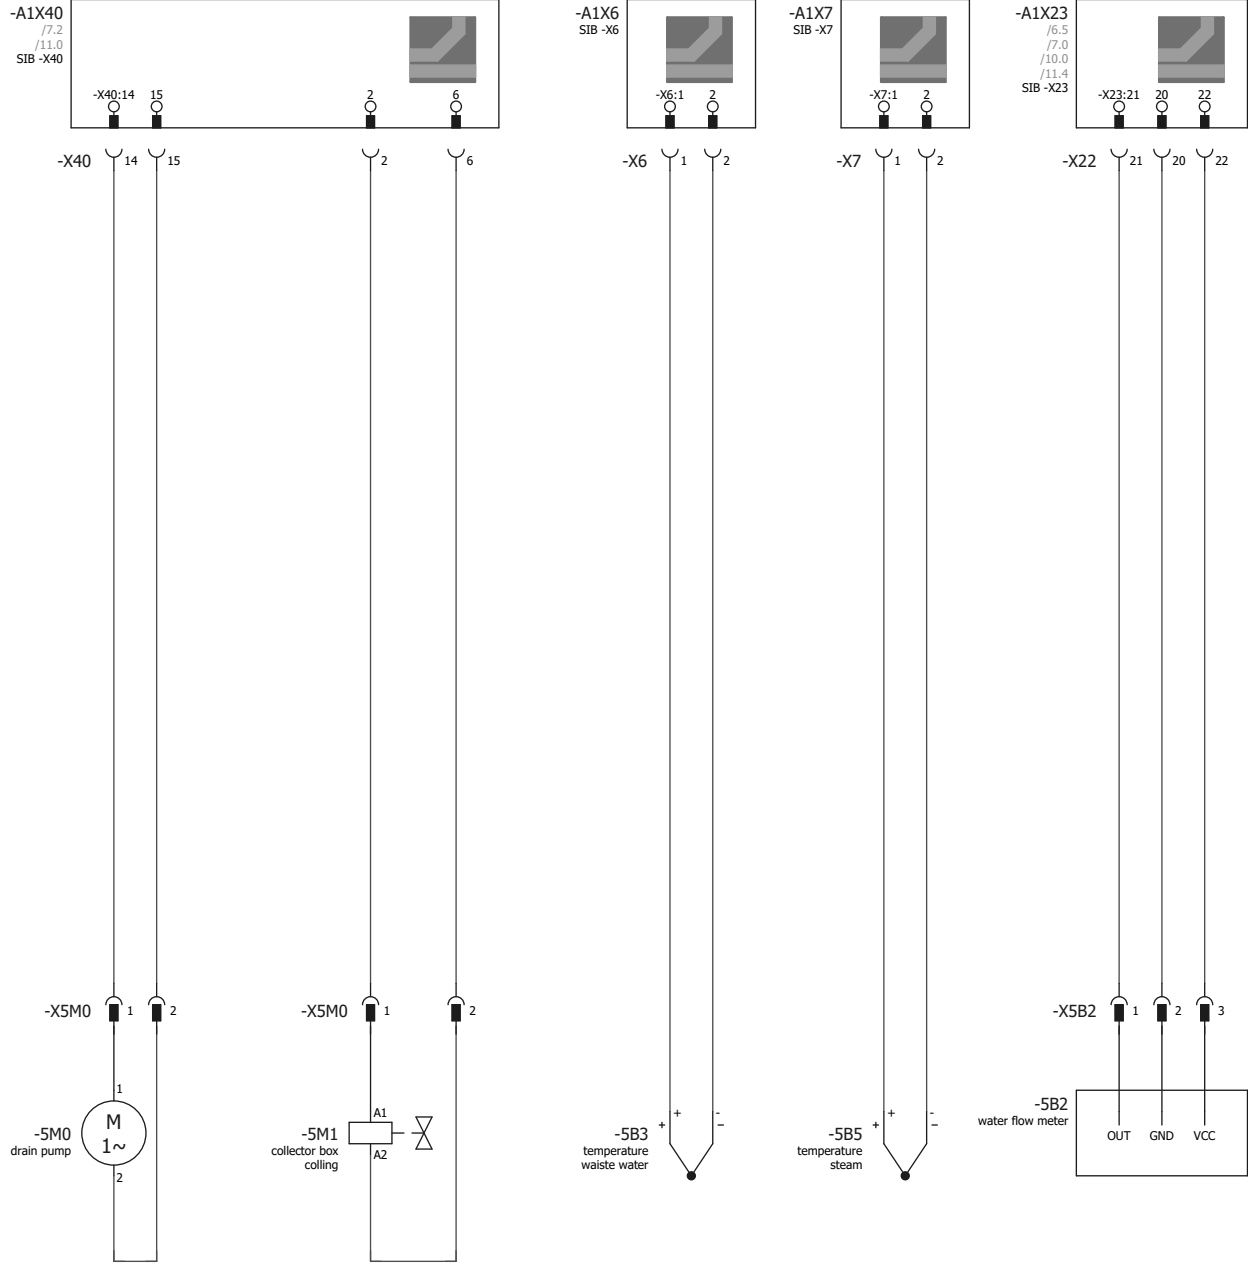 -A1X40
/7.2
/11.0
SIB -X40
-X40:14 15 2 6
-A1X6
SIB -X6
-X6:1 2
-A1X7
SIB -X7
-X7:1 2
-A1X23
/6.5
/7.0
/10.0
/11.4
SIB -X23
-X23:21 20 22
-X40 14 15 2 6
-X6 1 2
-X7 1 2
-X22 21 20 22
-X5M0 1 2
-X5M0 1 2
-X5B2 1 2 3
1
M
1~
2
-5M0
drain pump
A1
A2
-5M1
collector box
colling
+ -
+ −
-5B3
temperature
waiste water
+ -
+ −
-5B5
temperature
steam
-5B2
water flow meter
OUT GND VCC